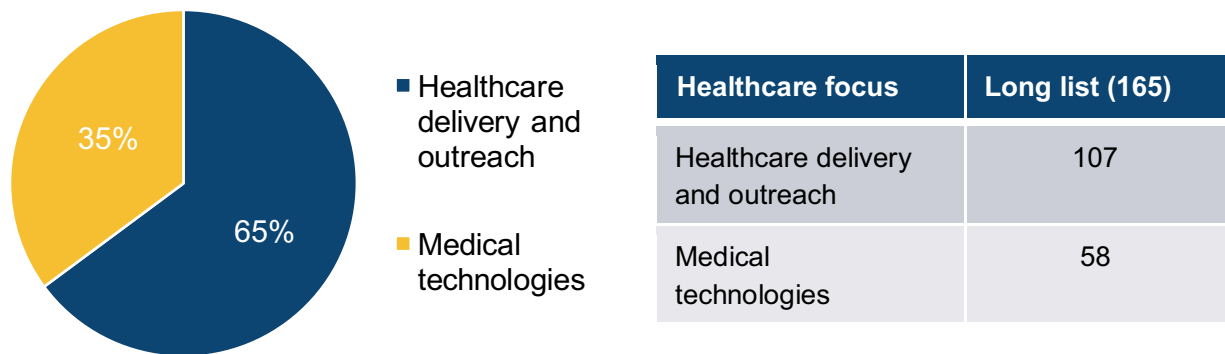 35%
65%
Healthcare
delivery and
outreach
Medical
technologies
Healthcare focus
Long list (165)
Healthcare delivery
and outreach
107
Medical
technologies
58